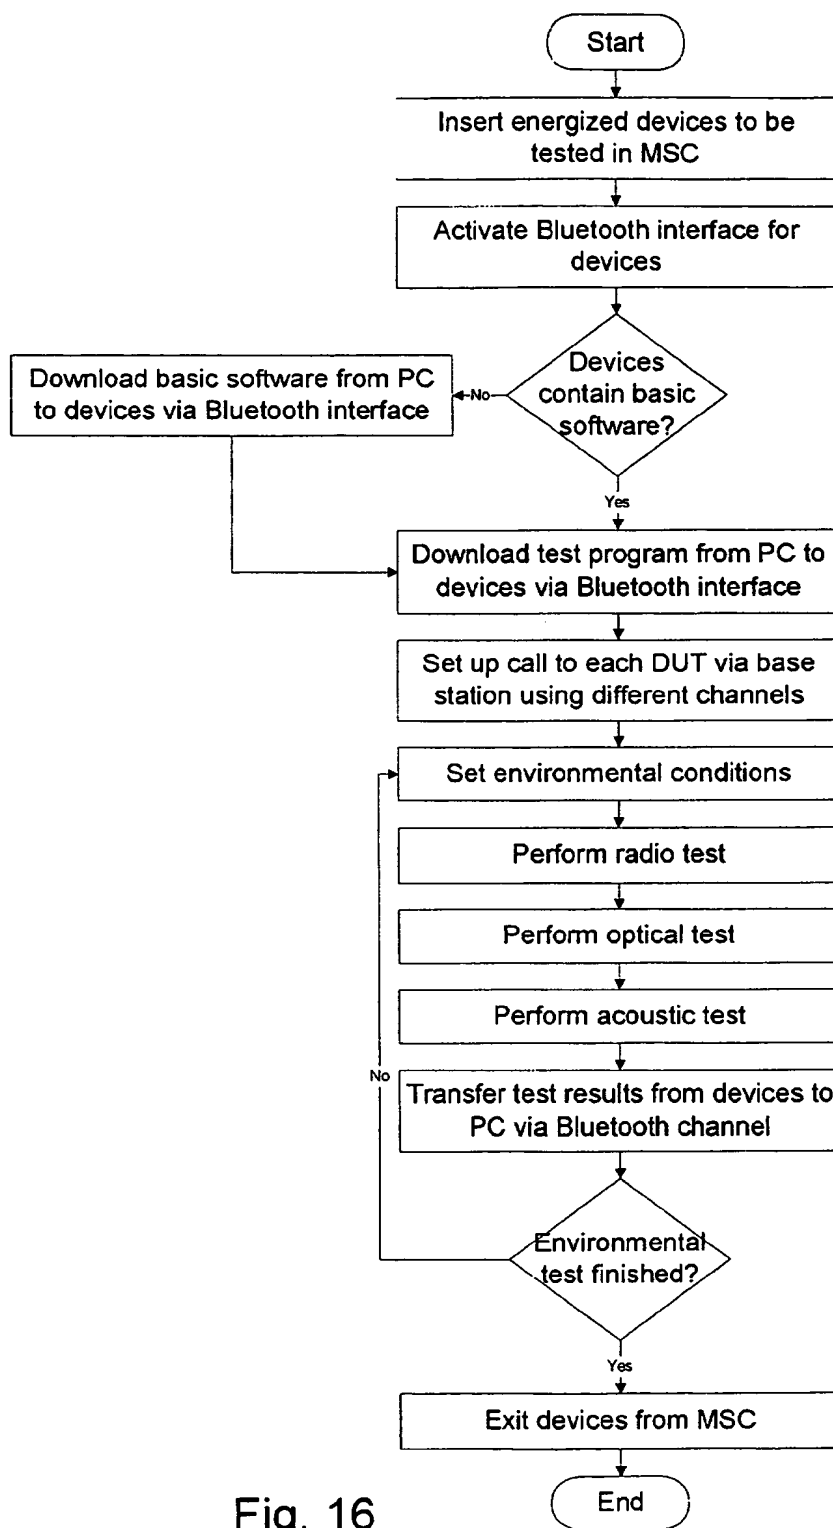 Start
Insert energized devices to be
tested in MSC
Activate Bluetooth interface for
devices
Devices
contain basic
software?
No
Download basic software from PC
to devices via Bluetooth interface
Yes
Download test program from PC to
devices via Bluetooth interface
Set up call to each DUT via base
station using different channels
Set environmental conditions
Perform radio test
Perform optical test
Perform acoustic test
No
Transfer test results from devices to
PC via Bluetooth channel
Environmental
test finished?
Yes
Exit devices from MSC
End
Fig. 16